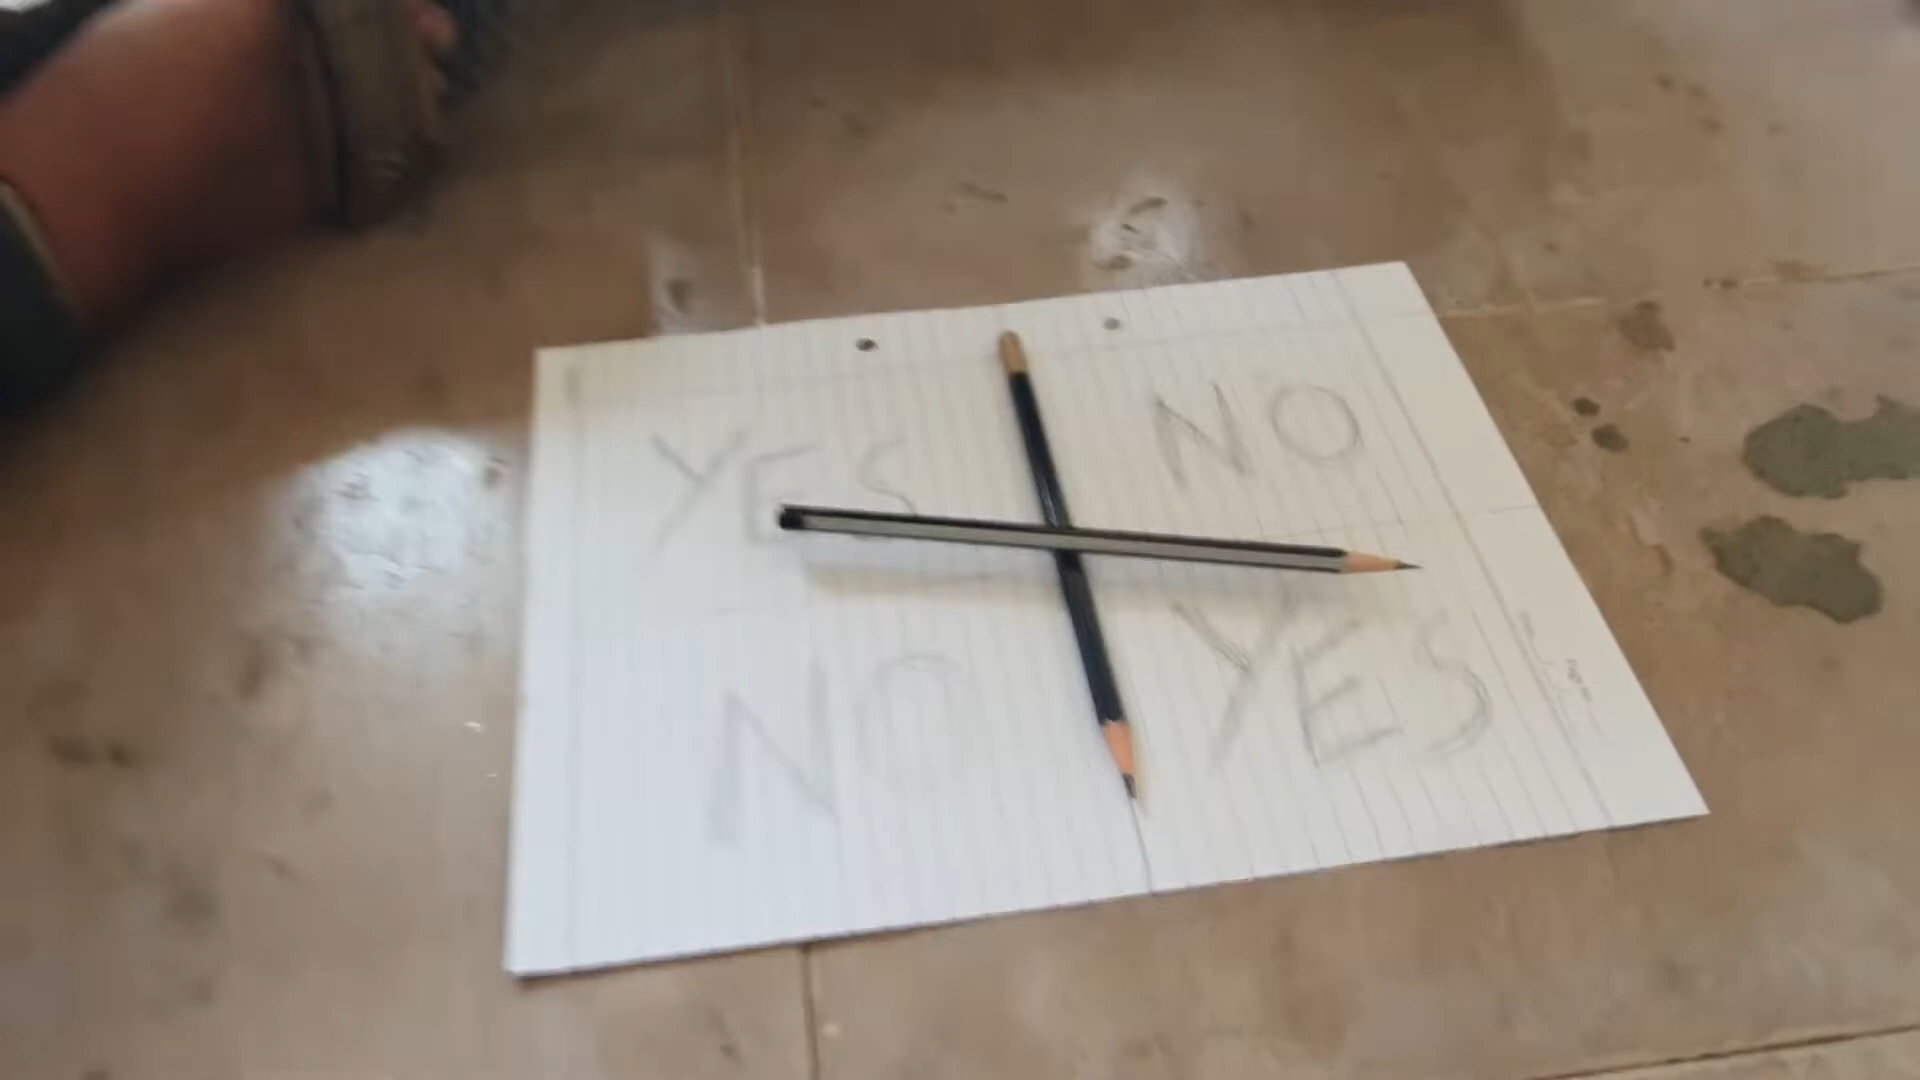 YES NO
NO YES